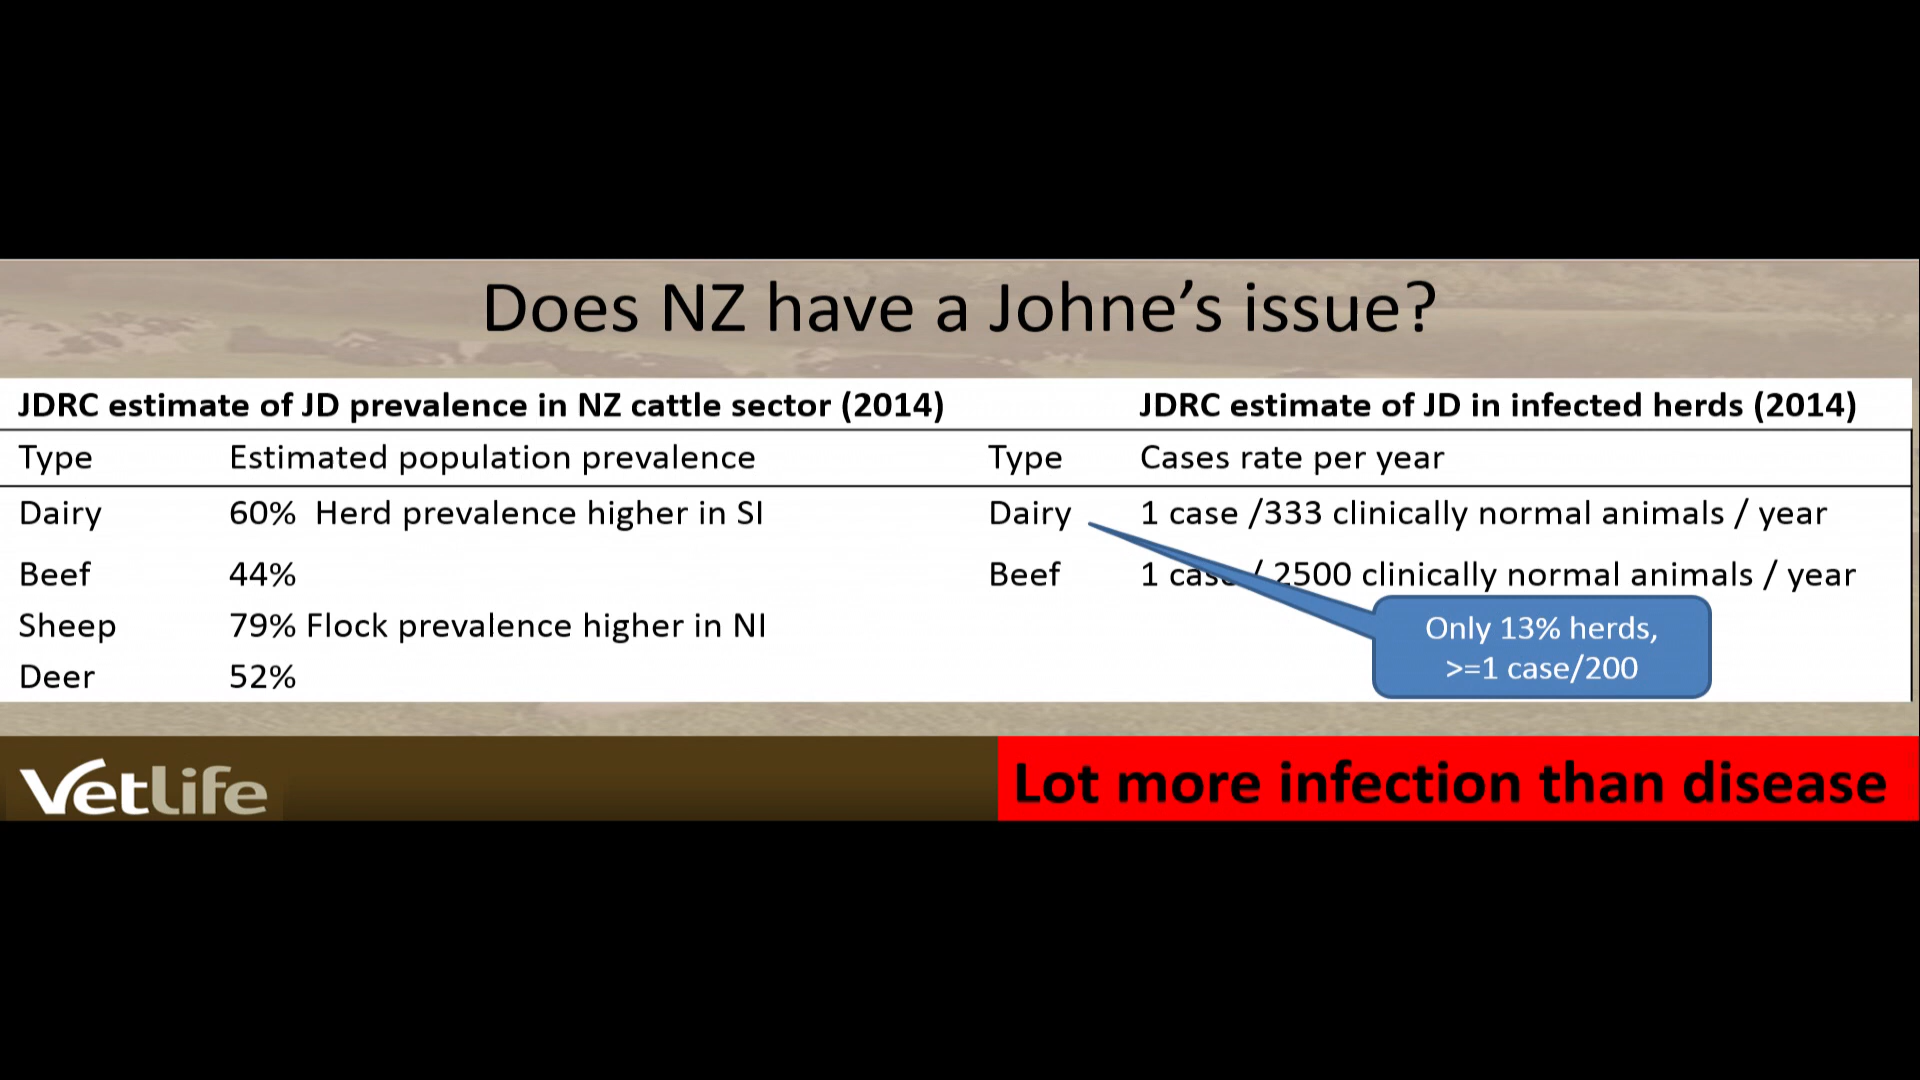 Does NZ have a Johne's issue?
JDRC estimate of JD prevalence in NZ cattle sector (2014)
Type Estimated population prevalence
Dairy 60% Herd prevalence higher in SI
Beef 44%
Sheep 79% Flock prevalence higher in NI
Deer 52%
JDRC estimate of JD in infected herds (2014)
Type Cases rate per year
Dairy 1 case /333 clinically normal animals / year
Beef 1 case / 2500 clinically normal animals / year
Only 13% herds,
>=1 case/200
Vetlife
Lot more infection than disease